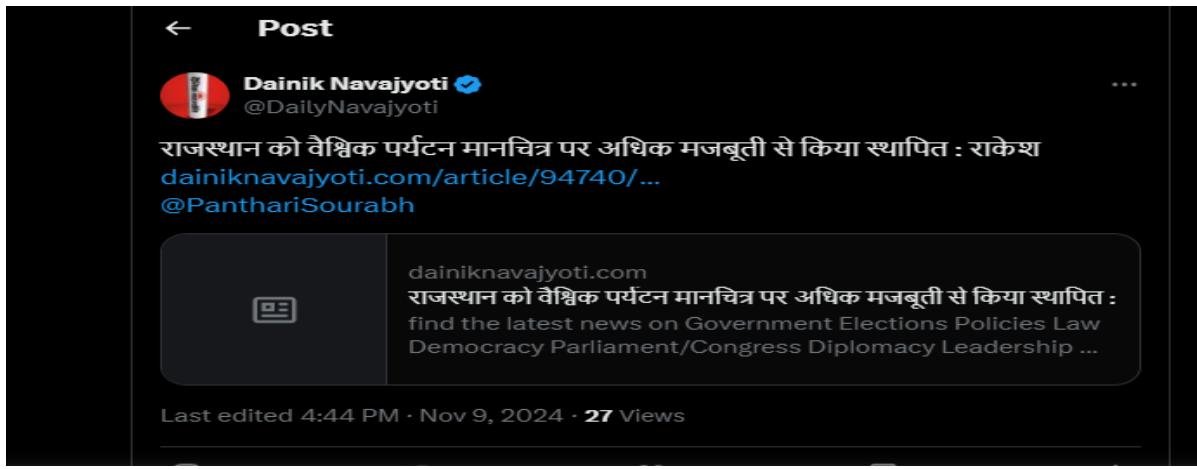 ← Post
Dainik Navajyoti
@DailyNavajyoti
राजस्थान को वैश्विक पर्यटन मानचित्र पर अधिक मजबूती से किया स्थापित : राकेश
dainiknavajyoti.com/article/94740/...
@PanthariSourabh
dainiknavajyoti.com
राजस्थान को वैश्विक पर्यटन मानचित्र पर अधिक मजबूती से किया स्थापित :
find the latest news on Government Elections Policies Law
Democracy Parliament/Congress Diplomacy Leadership ...
Last edited 4:44 PM · Nov 9, 2024 · 27 Views